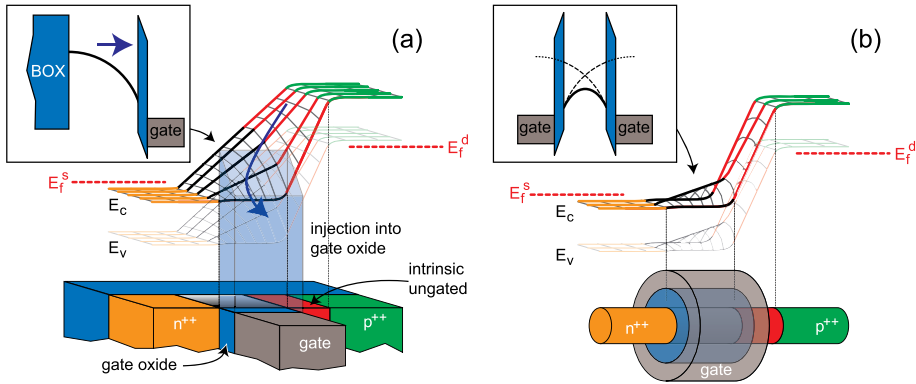 (a)
BOX
gate
E_f^s
E_f^d
E_c
E_v
injection into
gate oxide
intrinsic
ungated
n++
p++
gate
gate oxide
(b)
gate
gate
E_f^s
E_f^d
E_c
E_v
n++
p++
gate